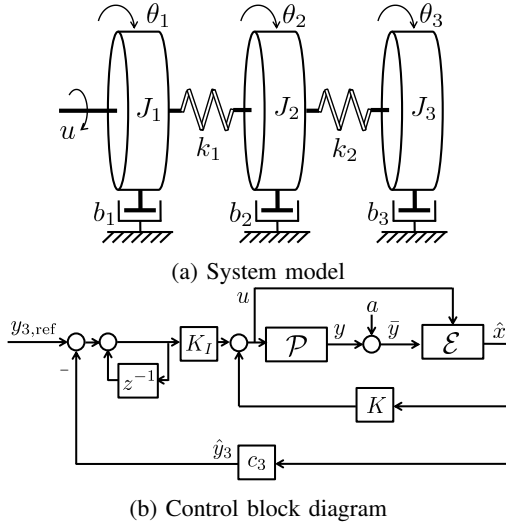 θ₁ θ₂ θ₃
J₁ J₂ J₃
u
k₁ k₂
b₁ b₂ b₃
(a) System model
u
y₃,ref K_I 𝒫 y a ȳ ℰ x̂
-
z⁻¹
K
ŷ₃ c₃
(b) Control block diagram